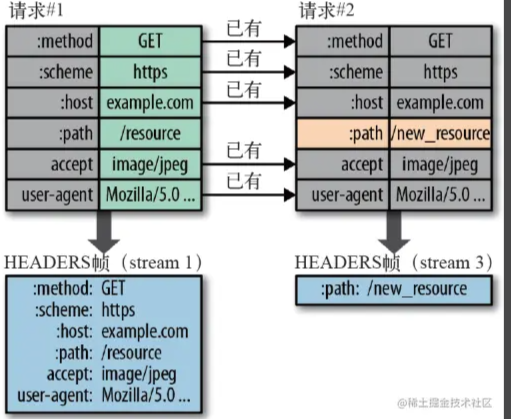 请求#1
请求#2
:method GET 已有 :method GET
:scheme https 已有 :scheme https
:host example.com 已有 :host example.com
:path /resource :path /new_resource
accept image/jpeg 已有 accept image/jpeg
user-agent Mozilla/5.0 ... 已有 user-agent Mozilla/5.0 ...
HEADERS帧（stream 1）
:method: GET
:scheme: https
:host: example.com
:path: /resource
accept: image/jpeg
user-agent: Mozilla/5.0 ...
HEADERS帧（stream 3）
:path: /new_resource
@稀土掘金技术社区